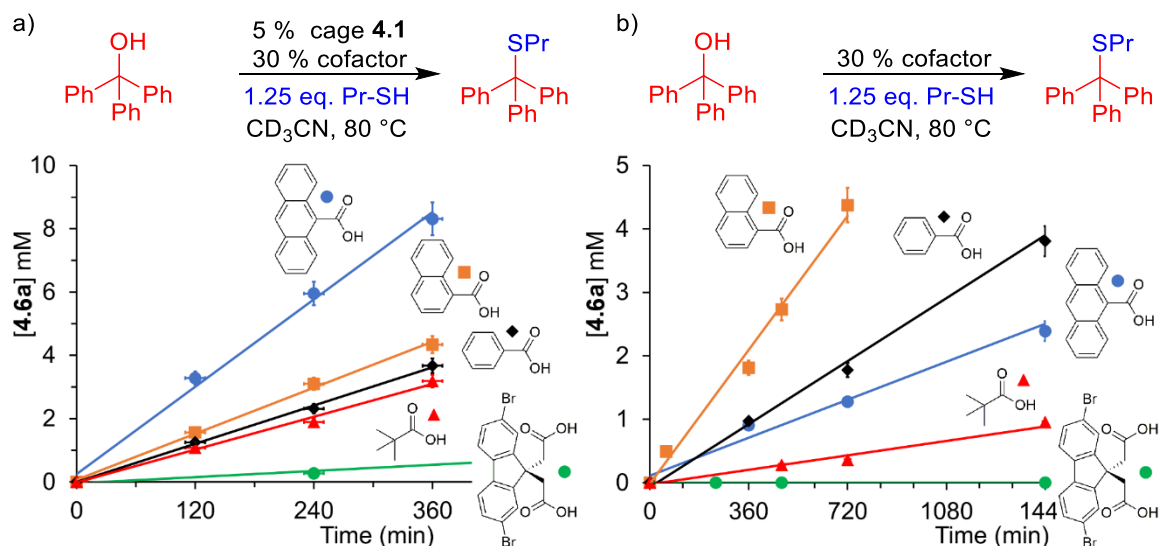 a)
OH
Ph
Ph
Ph
5 % cage 4.1
30 % cofactor
1.25 eq. Pr-SH
CD3CN, 80 °C
SPr
Ph
Ph
Ph
[4.6a] mM
10
8
6
4
2
0
0
120
240
360
Time (min)
O
OH
O
OH
O
OH
O
OH
Br
O
OH
O
OH
Br
b)
OH
Ph
Ph
Ph
30 % cofactor
1.25 eq. Pr-SH
CD3CN, 80 °C
SPr
Ph
Ph
Ph
[4.6a] mM
5
4
3
2
1
0
0
360
720
1080
144
Time (min)
O
OH
O
OH
O
OH
O
OH
Br
O
OH
O
OH
Br